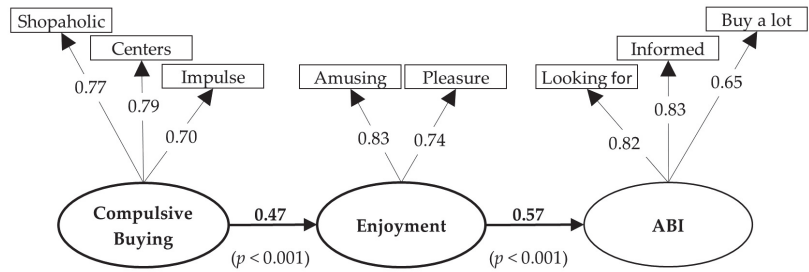 Shopaholic
Centers
Impulse
Amusing
Pleasure
Looking for
Informed
Buy a lot
0.77
0.79
0.70
0.83
0.74
0.82
0.83
0.65
Compulsive
Buying
0.47
(p < 0.001)
Enjoyment
0.57
(p < 0.001)
ABI